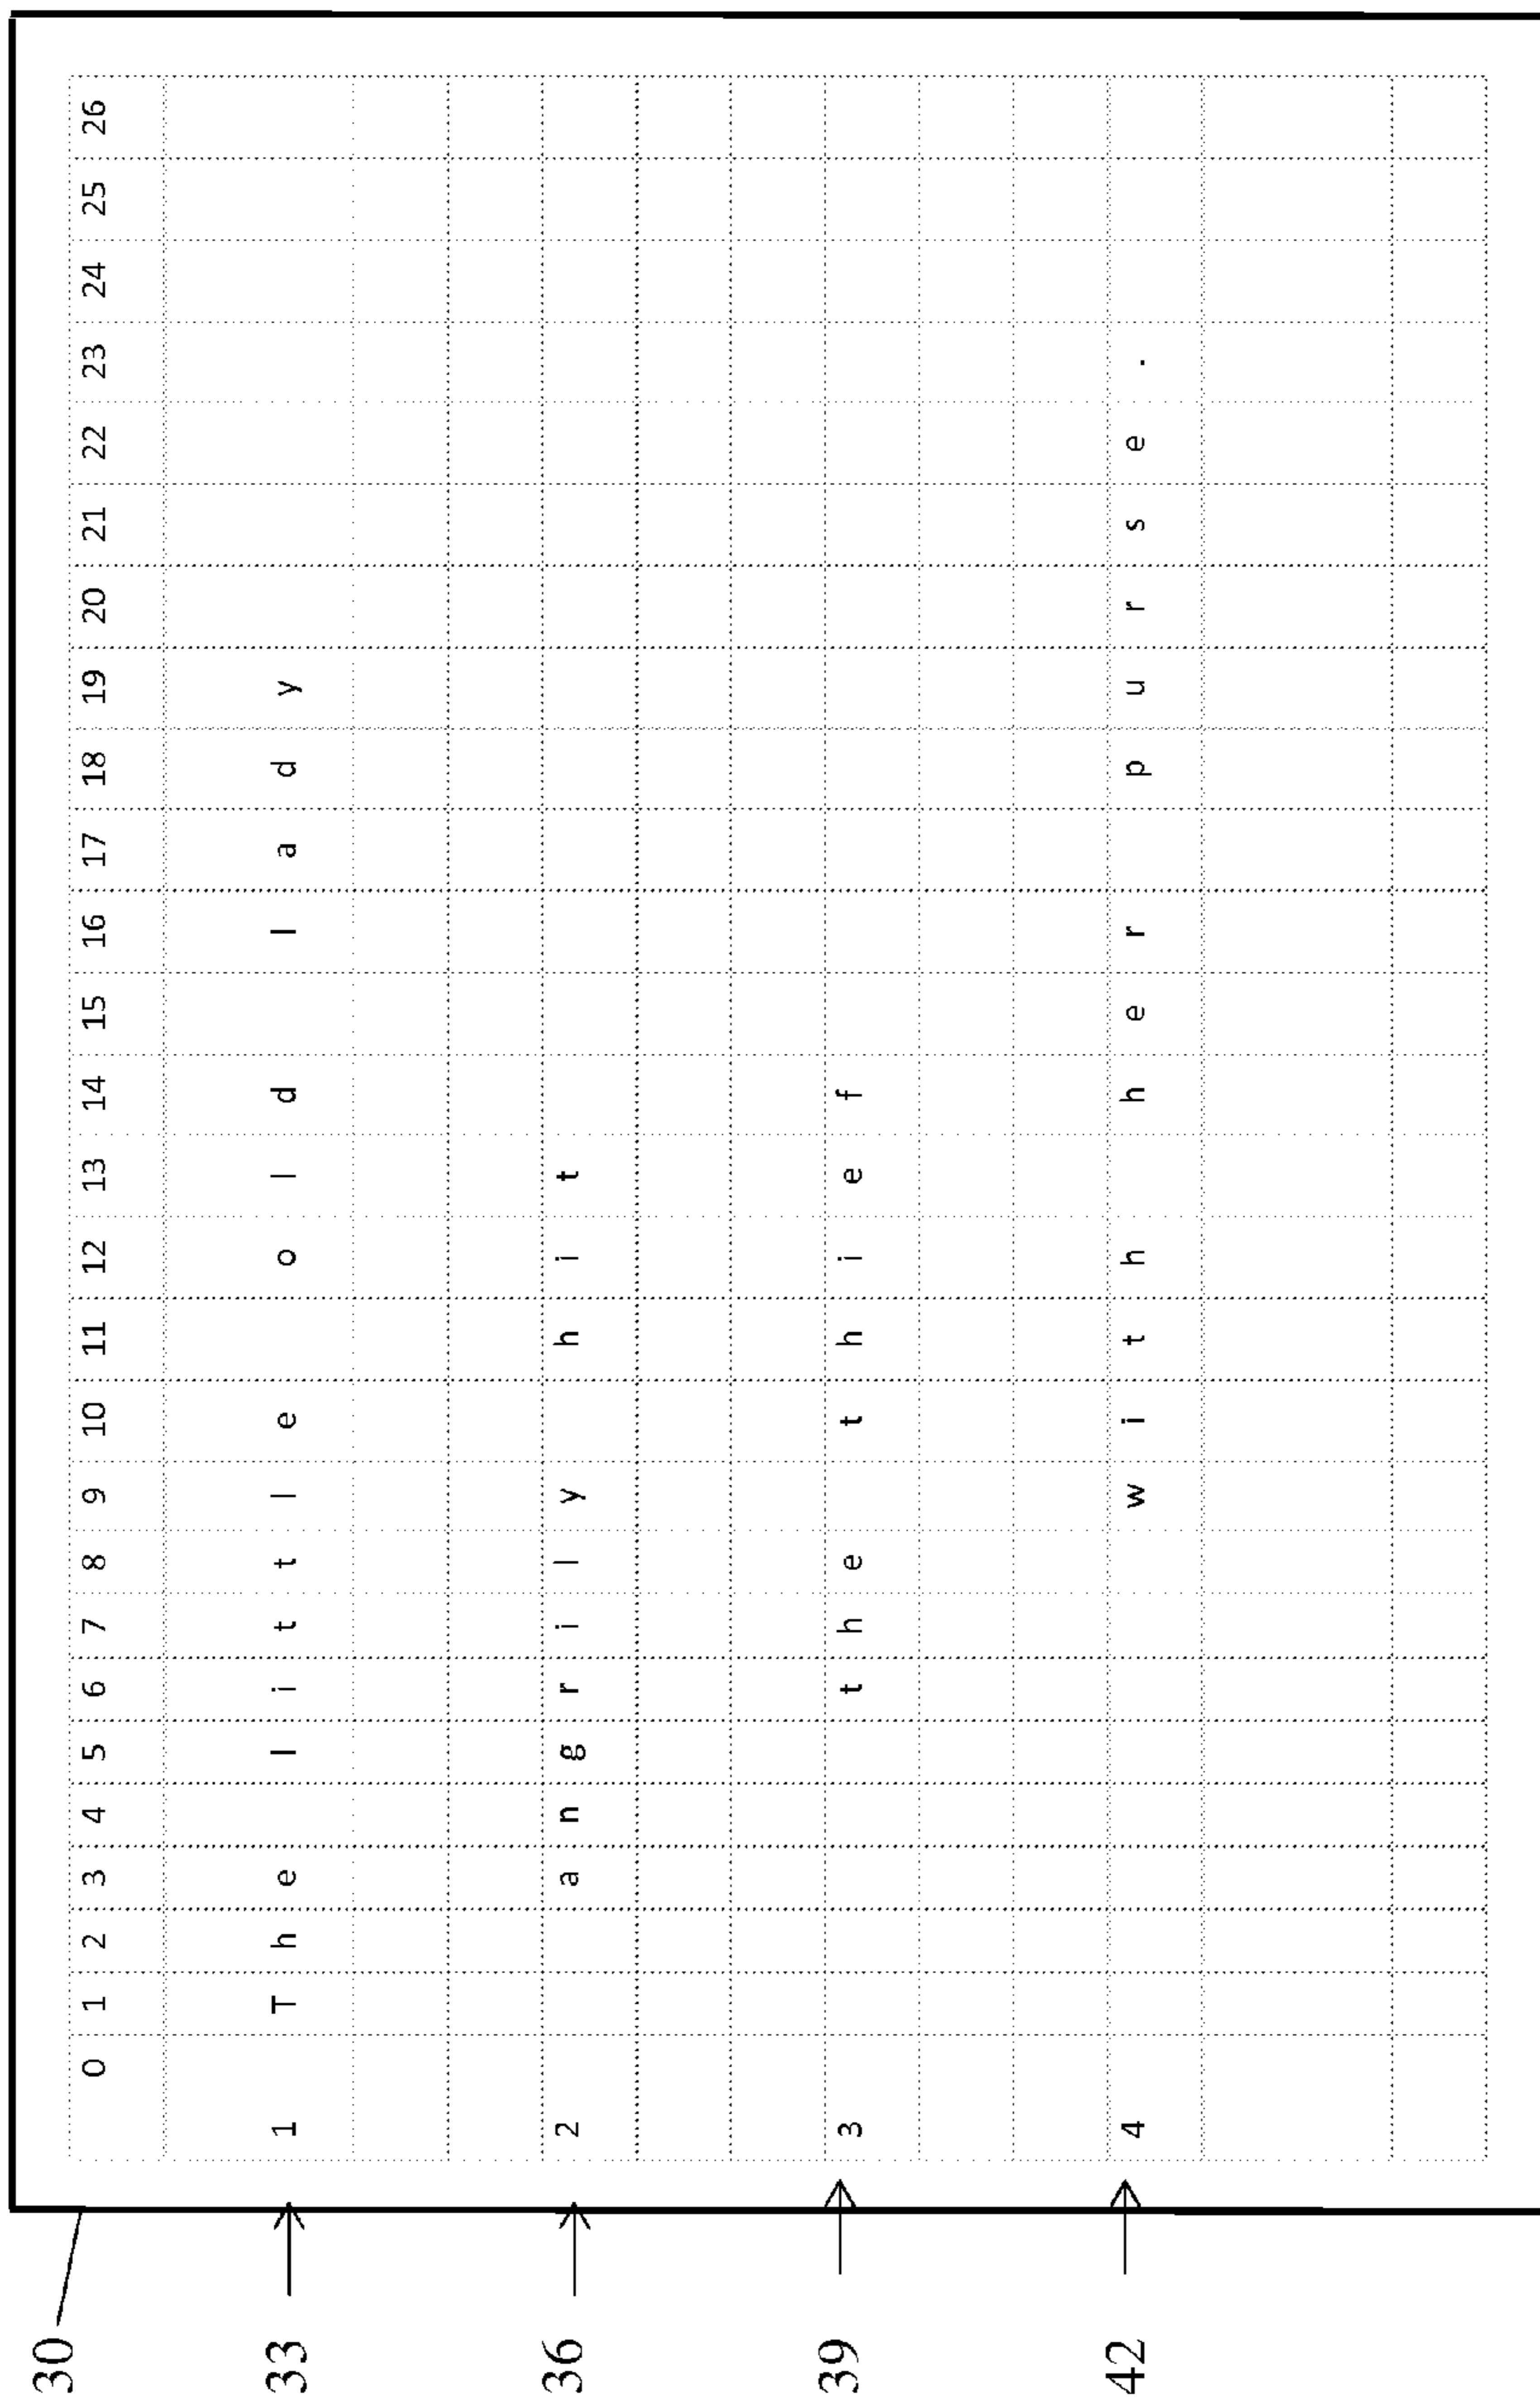 30
0 1 2 3 4 5 6 7 8 9 10 11 12 13 14 15 16 17 18 19 20 21 22 23 24 25 26
33 1 The little old lady
36 2 angrily hit
39 3 the thief
42 4 with her purse.